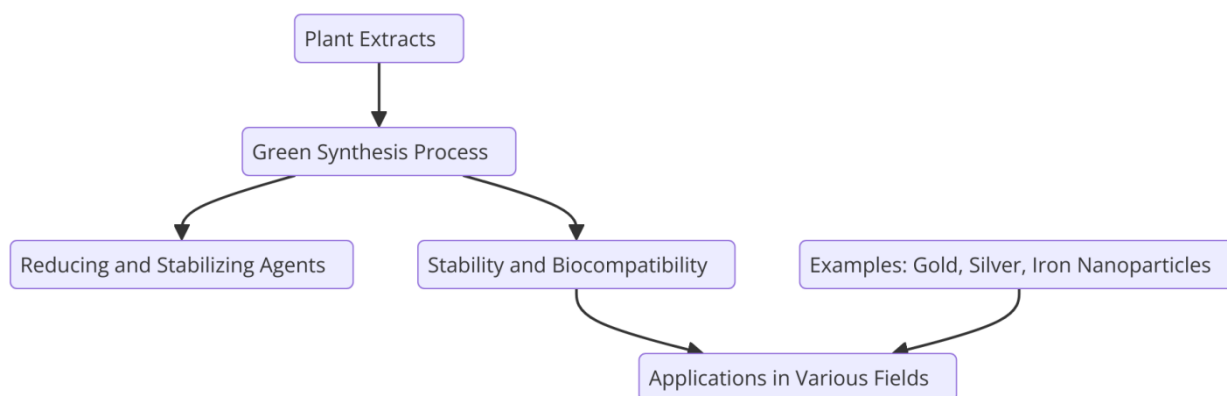 Plant Extracts
Green Synthesis Process
Reducing and Stabilizing Agents
Stability and Biocompatibility
Examples: Gold, Silver, Iron Nanoparticles
Applications in Various Fields